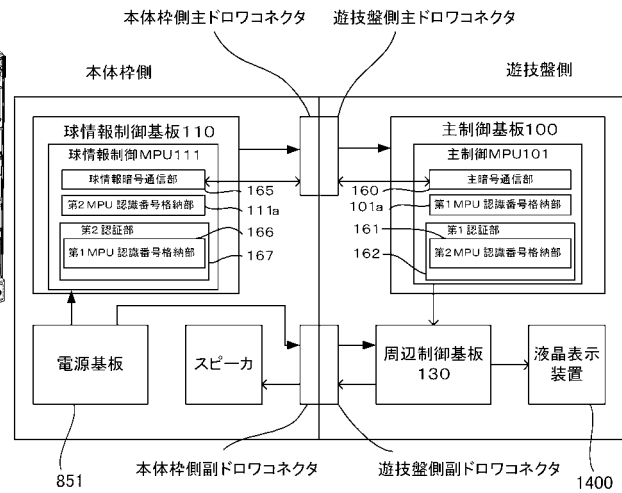 本体枠側主ドロワコネクタ
遊技盤側主ドロワコネクタ
本体枠側
遊技盤側
球情報制御基板110
球情報制御MPU111
球情報暗号通信部
165
第2MPU 認識番号格納部
111a
第2認証部
166
第1MPU 認識番号格納部
167
主制御基板100
主制御MPU101
主暗号通信部
160
第1MPU 認識番号格納部
101a
第1認証部
161
第2MPU 認識番号格納部
162
電源基板
スピーカ
周辺制御基板
130
液晶表示
装置
851
本体枠側副ドロワコネクタ
遊技盤側副ドロワコネクタ
1400